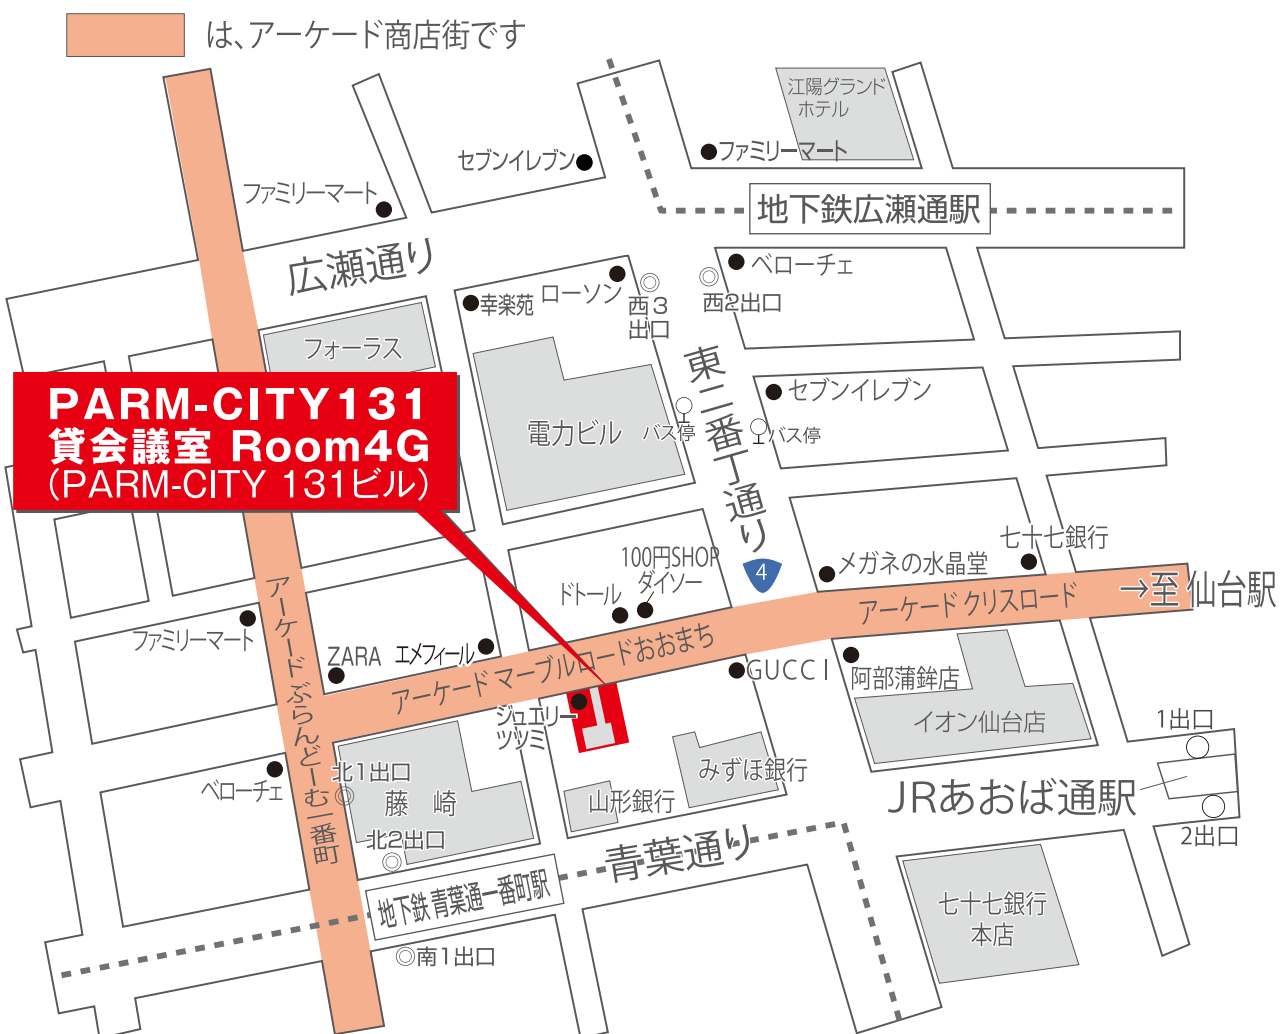 は、アーケード商店街です
江陽グランド
ホテル
セブンイレブン
ファミリーマート
ファミリーマート
地下鉄広瀬通駅
広瀬通り
ベローチェ
ローソン
幸楽苑
西3
出口
西2出口
フォーラス
東二番丁通り
PARM-CITY131
貸会議室 Room4G
(PARM-CITY 131ビル)
セブンイレブン
電力ビル
バス停
バス停
七十七銀行
100円SHOP
ダイソー
4
メガネの水晶堂
ドトール
→至 仙台駅
アーケード クリスロード
アーケード ぶらんどーむ一番町
ファミリーマート
ZARA
エメフィール
アーケード マーブルロードおおまち
GUCCI
阿部蒲鉾店
ジュエリー
ツツミ
イオン仙台店
1出口
みずほ銀行
北1出口
ベローチェ
藤崎
山形銀行
JRあおば通駅
2出口
北2出口
青葉通り
地下鉄 青葉通一番町駅
七十七銀行
本店
南1出口